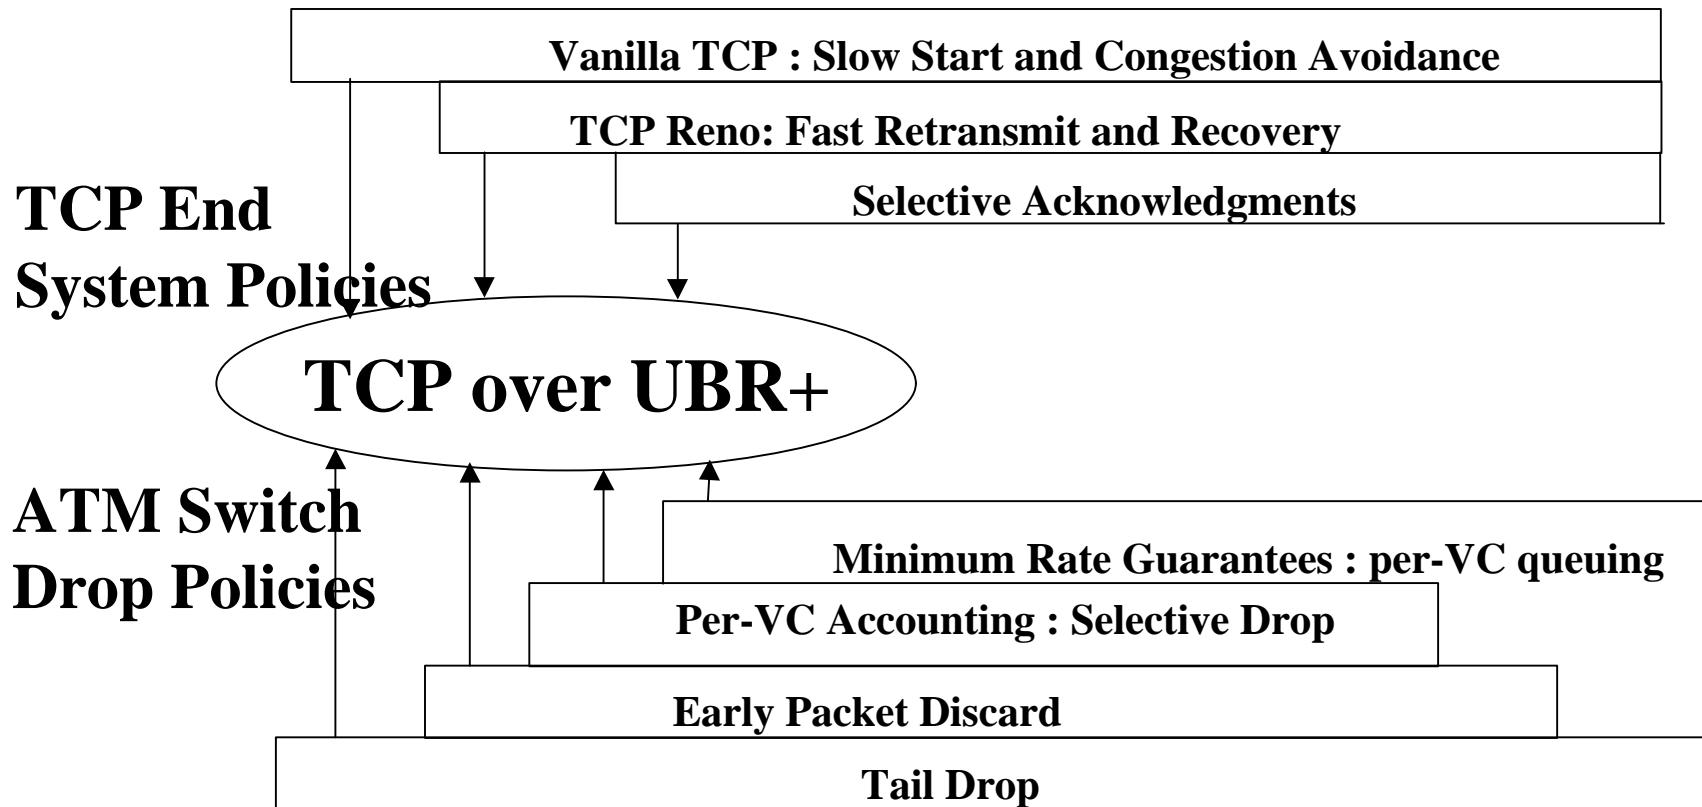 Vanilla TCP : Slow Start and Congestion Avoidance
TCP Reno: Fast Retransmit and Recovery
Selective Acknowledgments
TCP End
System Policies
TCP over UBR+
ATM Switch
Drop Policies
Minimum Rate Guarantees : per-VC queuing
Per-VC Accounting : Selective Drop
Early Packet Discard
Tail Drop